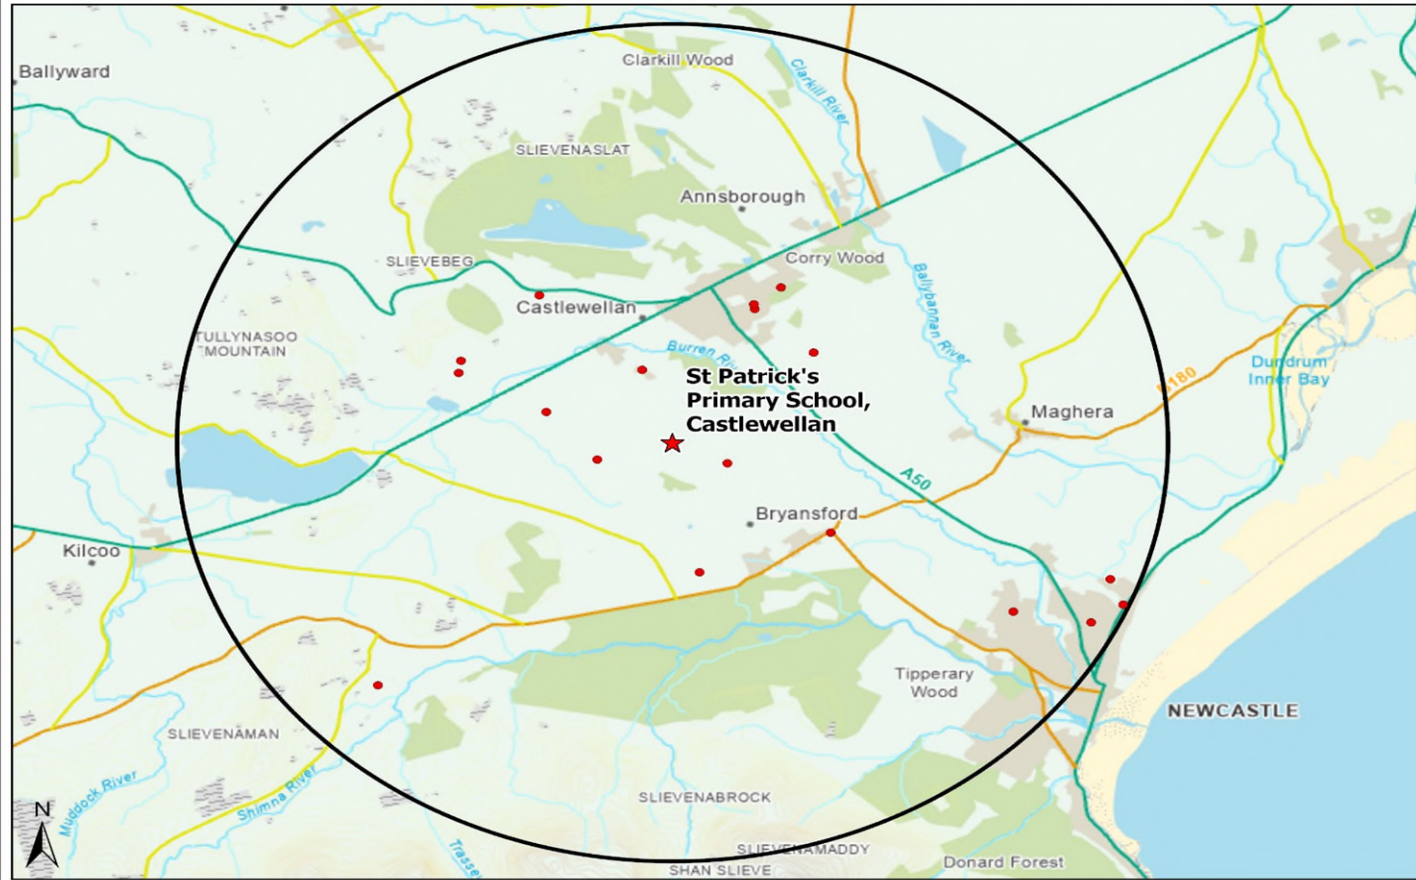 Ballyward
Clarkill Wood
Clarkill River
SLIEVENASLAT
Annsborough
SLIEVEBEG
Corry Wood
Castlewellan
Ballybannan River
TULLYNASOO
MOUNTAIN
Burren
Dundrum
Inner Bay
St Patrick's
Primary School,
Castlewellan
Maghera
A50
Bryansford
Kilcoo
Tipperary
Wood
NEWCASTLE
SLIEVENAMAN
Muddock River
Shimna River
SLIEVENABROCK
N
Trassey
SLIEVENAMADDY
SHAN SLIEVE
Donard Forest